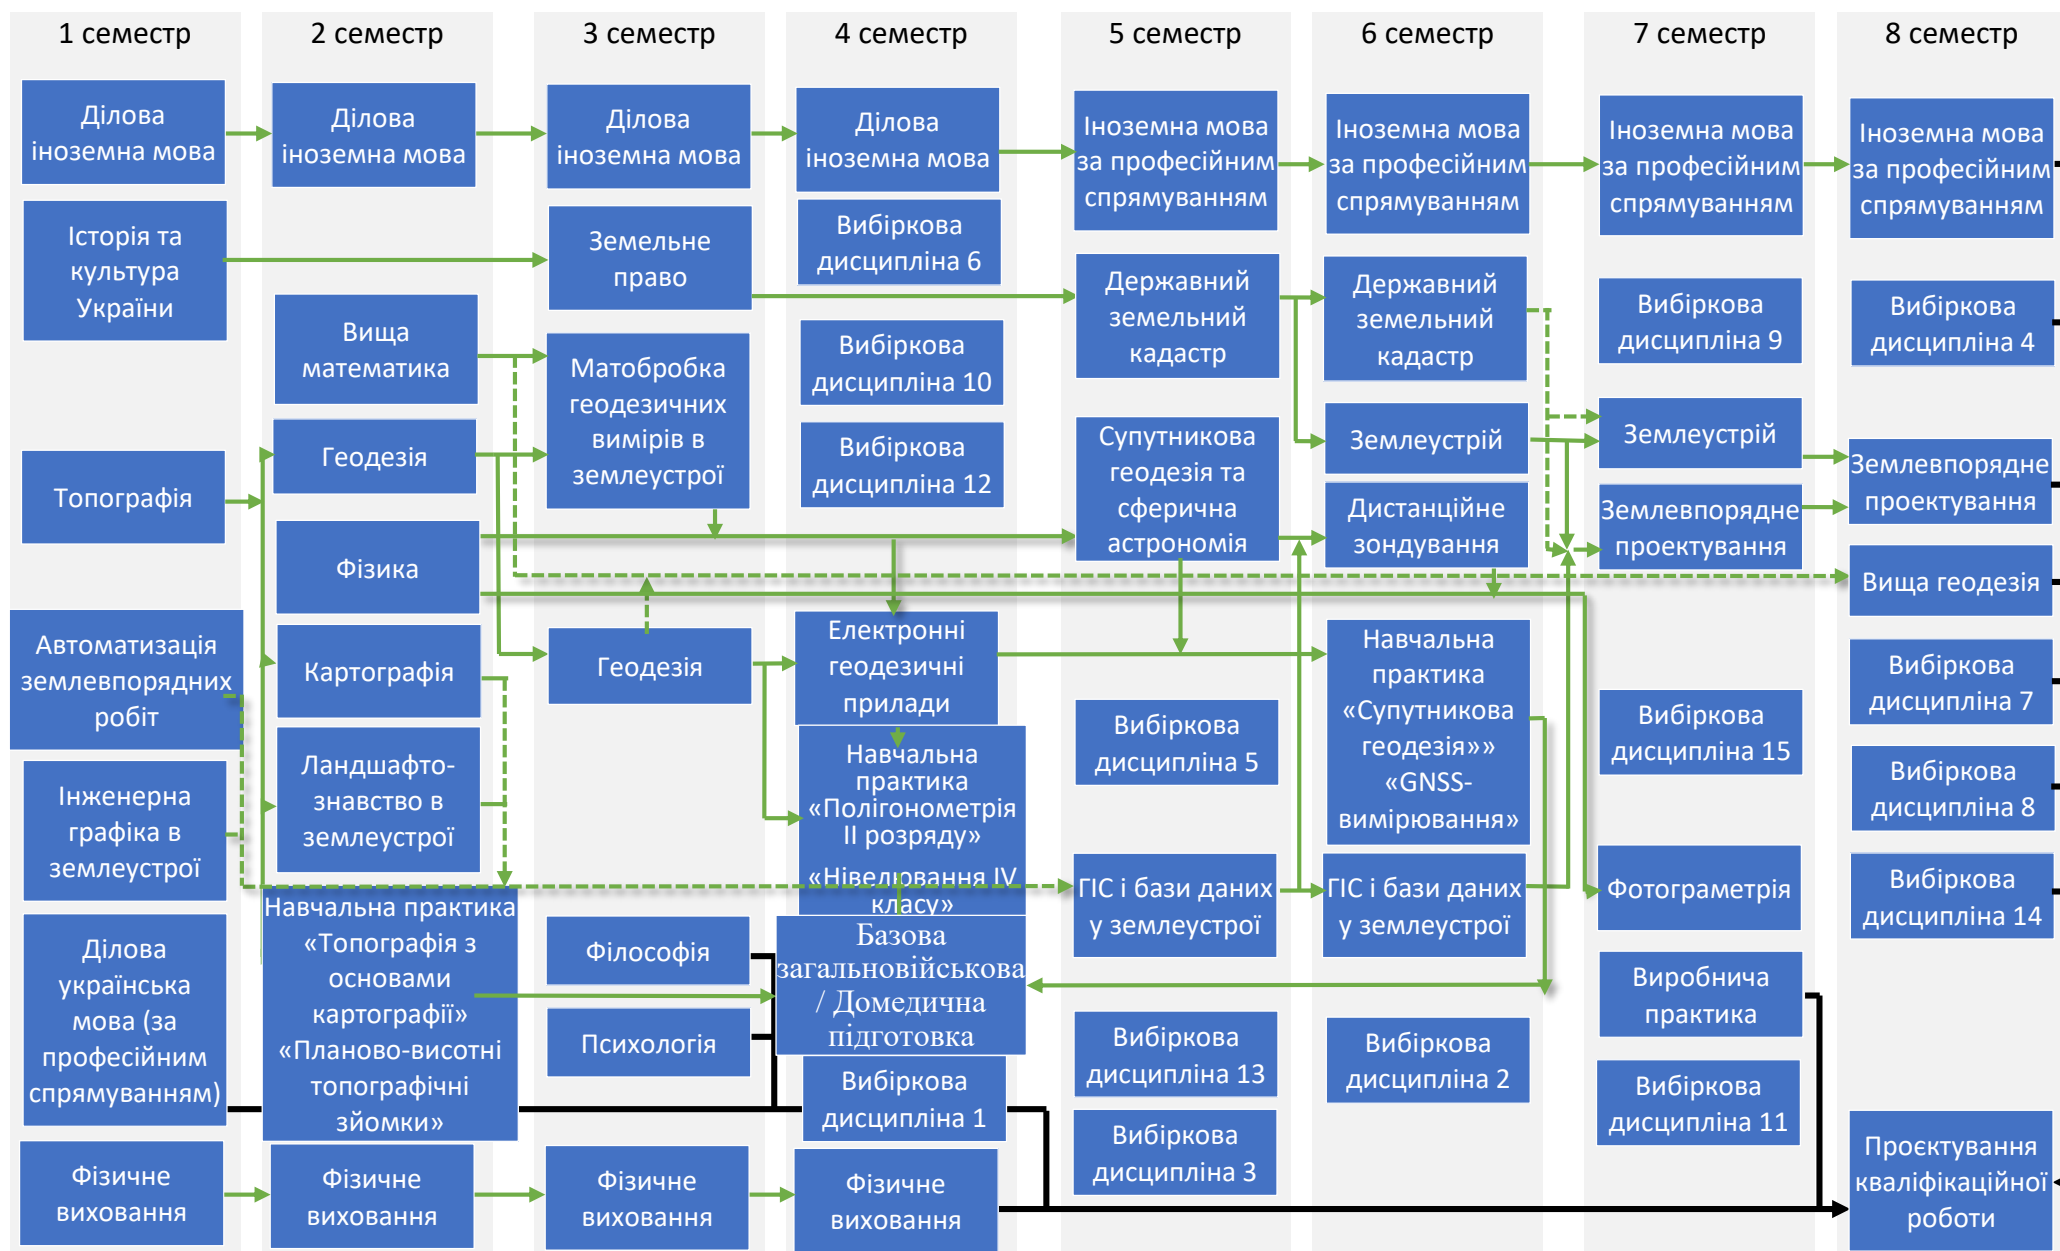 1 семестр
2 семестр
3 семестр
4 семестр
5 семестр
6 семестр
7 семестр
8 семестр
Ділова
іноземна мова
Історія та
культура
України
Топографія
Автоматизація
землевпорядних
робіт
Інженерна
графіка в
землеустрої
Ділова
українська
мова (за
професійним
спрямуванням)
Фізичне
виховання
Ділова
іноземна мова
Вища
математика
Геодезія
Фізика
Картографія
Ландшафто-
знавство в
землеустрої
Навчальна практика
«Топографія з
основами
картографії»
«Планово-висотні
топографічні
зйомки»
Фізичне
виховання
Ділова
іноземна мова
Земельне
право
Матобробка
геодезичних
вимірів в
землеустрої
Геодезія
Філософія
Психологія
Фізичне
виховання
Ділова
іноземна мова
Вибіркова
дисципліна 6
Вибіркова
дисципліна 10
Вибіркова
дисципліна 12
Електронні
геодезичні
прилади
Навчальна
практика
«Полігонометрія
ІІ розряду»
«Нівелювання IV
класу»
Базова
загальновійськова
/ Домедична
підготовка
Вибіркова
дисципліна 1
Фізичне
виховання
Іноземна мова
за професійним
спрямуванням
Державний
земельний
кадастр
Супутникова
геодезія та
сферична
астрономія
Вибіркова
дисципліна 5
ГІС і бази даних
у землеустрої
Вибіркова
дисципліна 13
Вибіркова
дисципліна 3
Іноземна мова
за професійним
спрямуванням
Державний
земельний
кадастр
Землеустрій
Дистанційне
зондування
Навчальна
практика
«Супутникова
геодезія»»
«GNSS-
вимірювання»
ГІС і бази даних
у землеустрої
Вибіркова
дисципліна 2
Іноземна мова
за професійним
спрямуванням
Вибіркова
дисципліна 9
Землеустрій
Землевпорядне
проектування
Вибіркова
дисципліна 15
Фотограметрія
Виробнича
практика
Вибіркова
дисципліна 11
Іноземна мова
за професійним
спрямуванням
Вибіркова
дисципліна 4
Землевпорядне
проектування
Вища геодезія
Вибіркова
дисципліна 7
Вибіркова
дисципліна 8
Вибіркова
дисципліна 14
Проєктування
кваліфікаційної
роботи